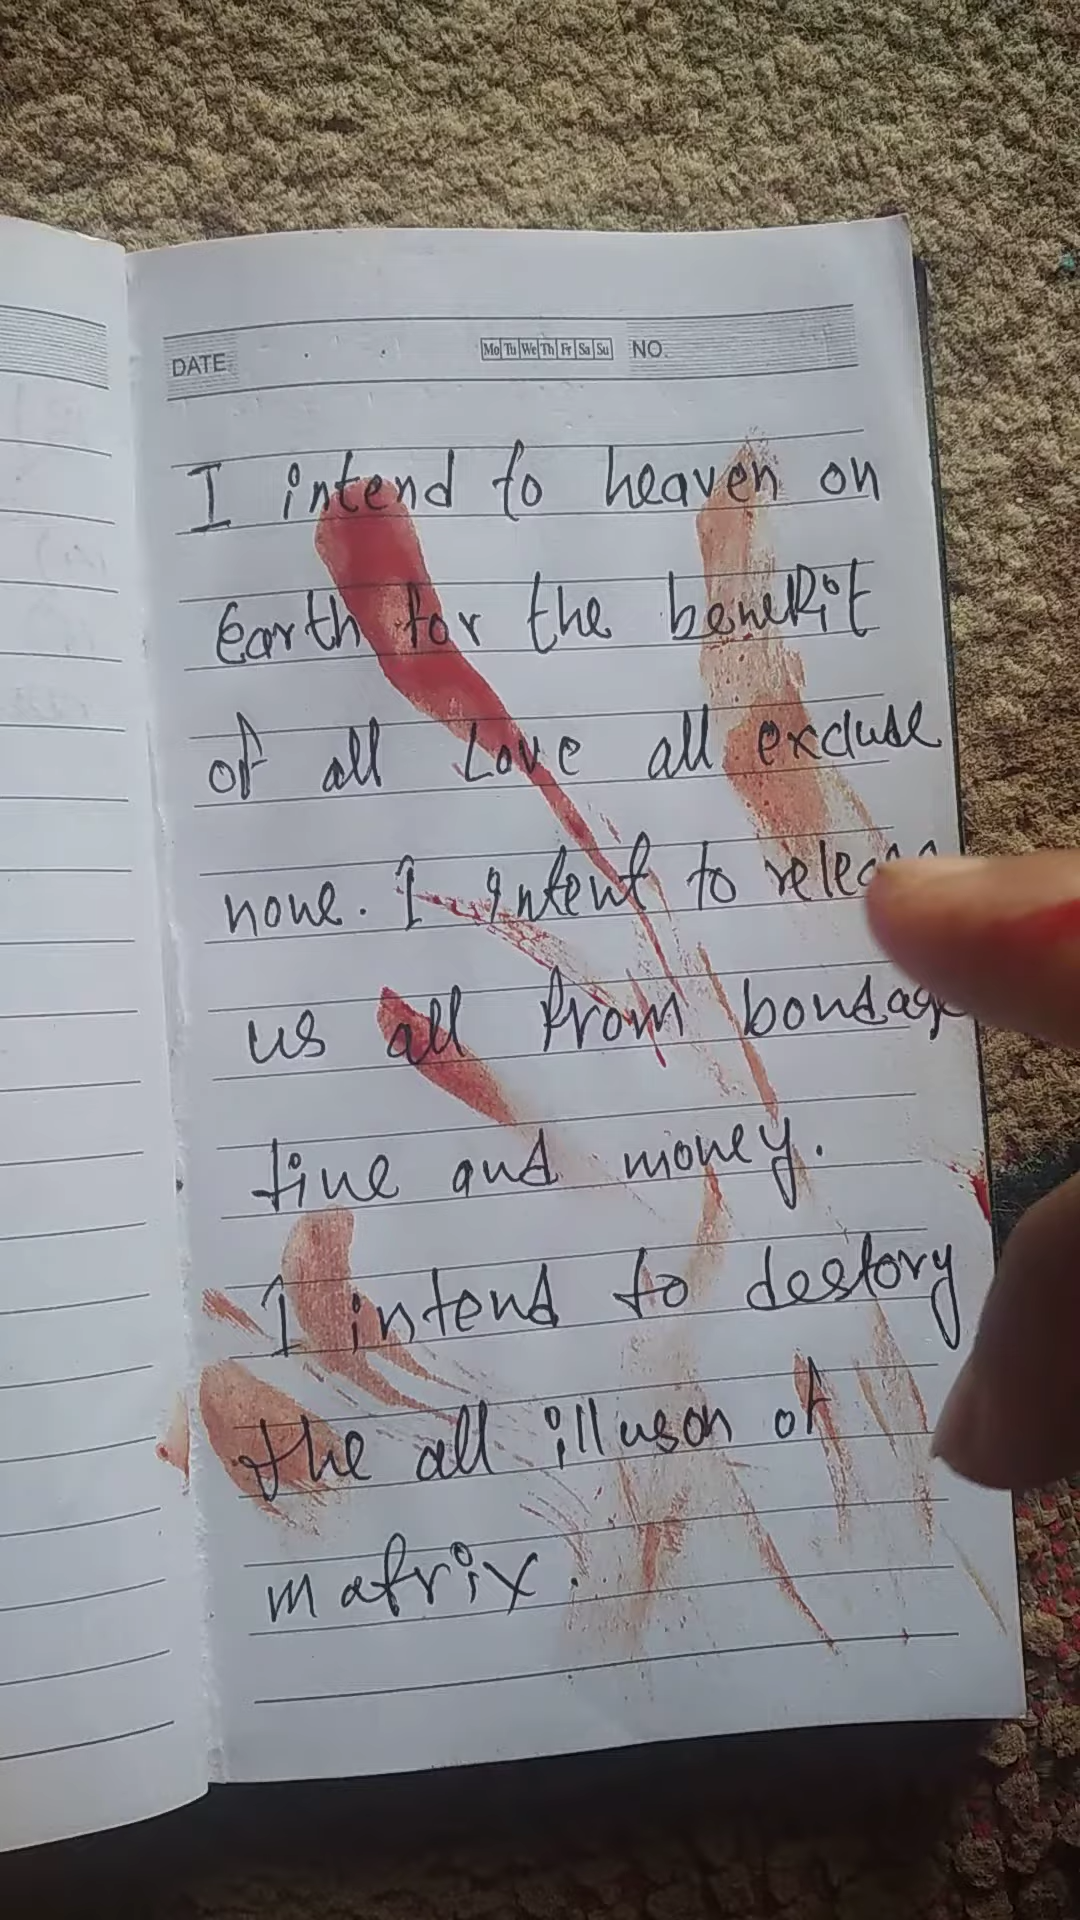 DATE Mo Tu We Th Fr Sa Su NO.
I intend to heaven on
Earth for the benefit
of all Love all exclude
none. I intent to release
us all from bondage
time and money.
I intend to destory
the all illuson of
matrix.